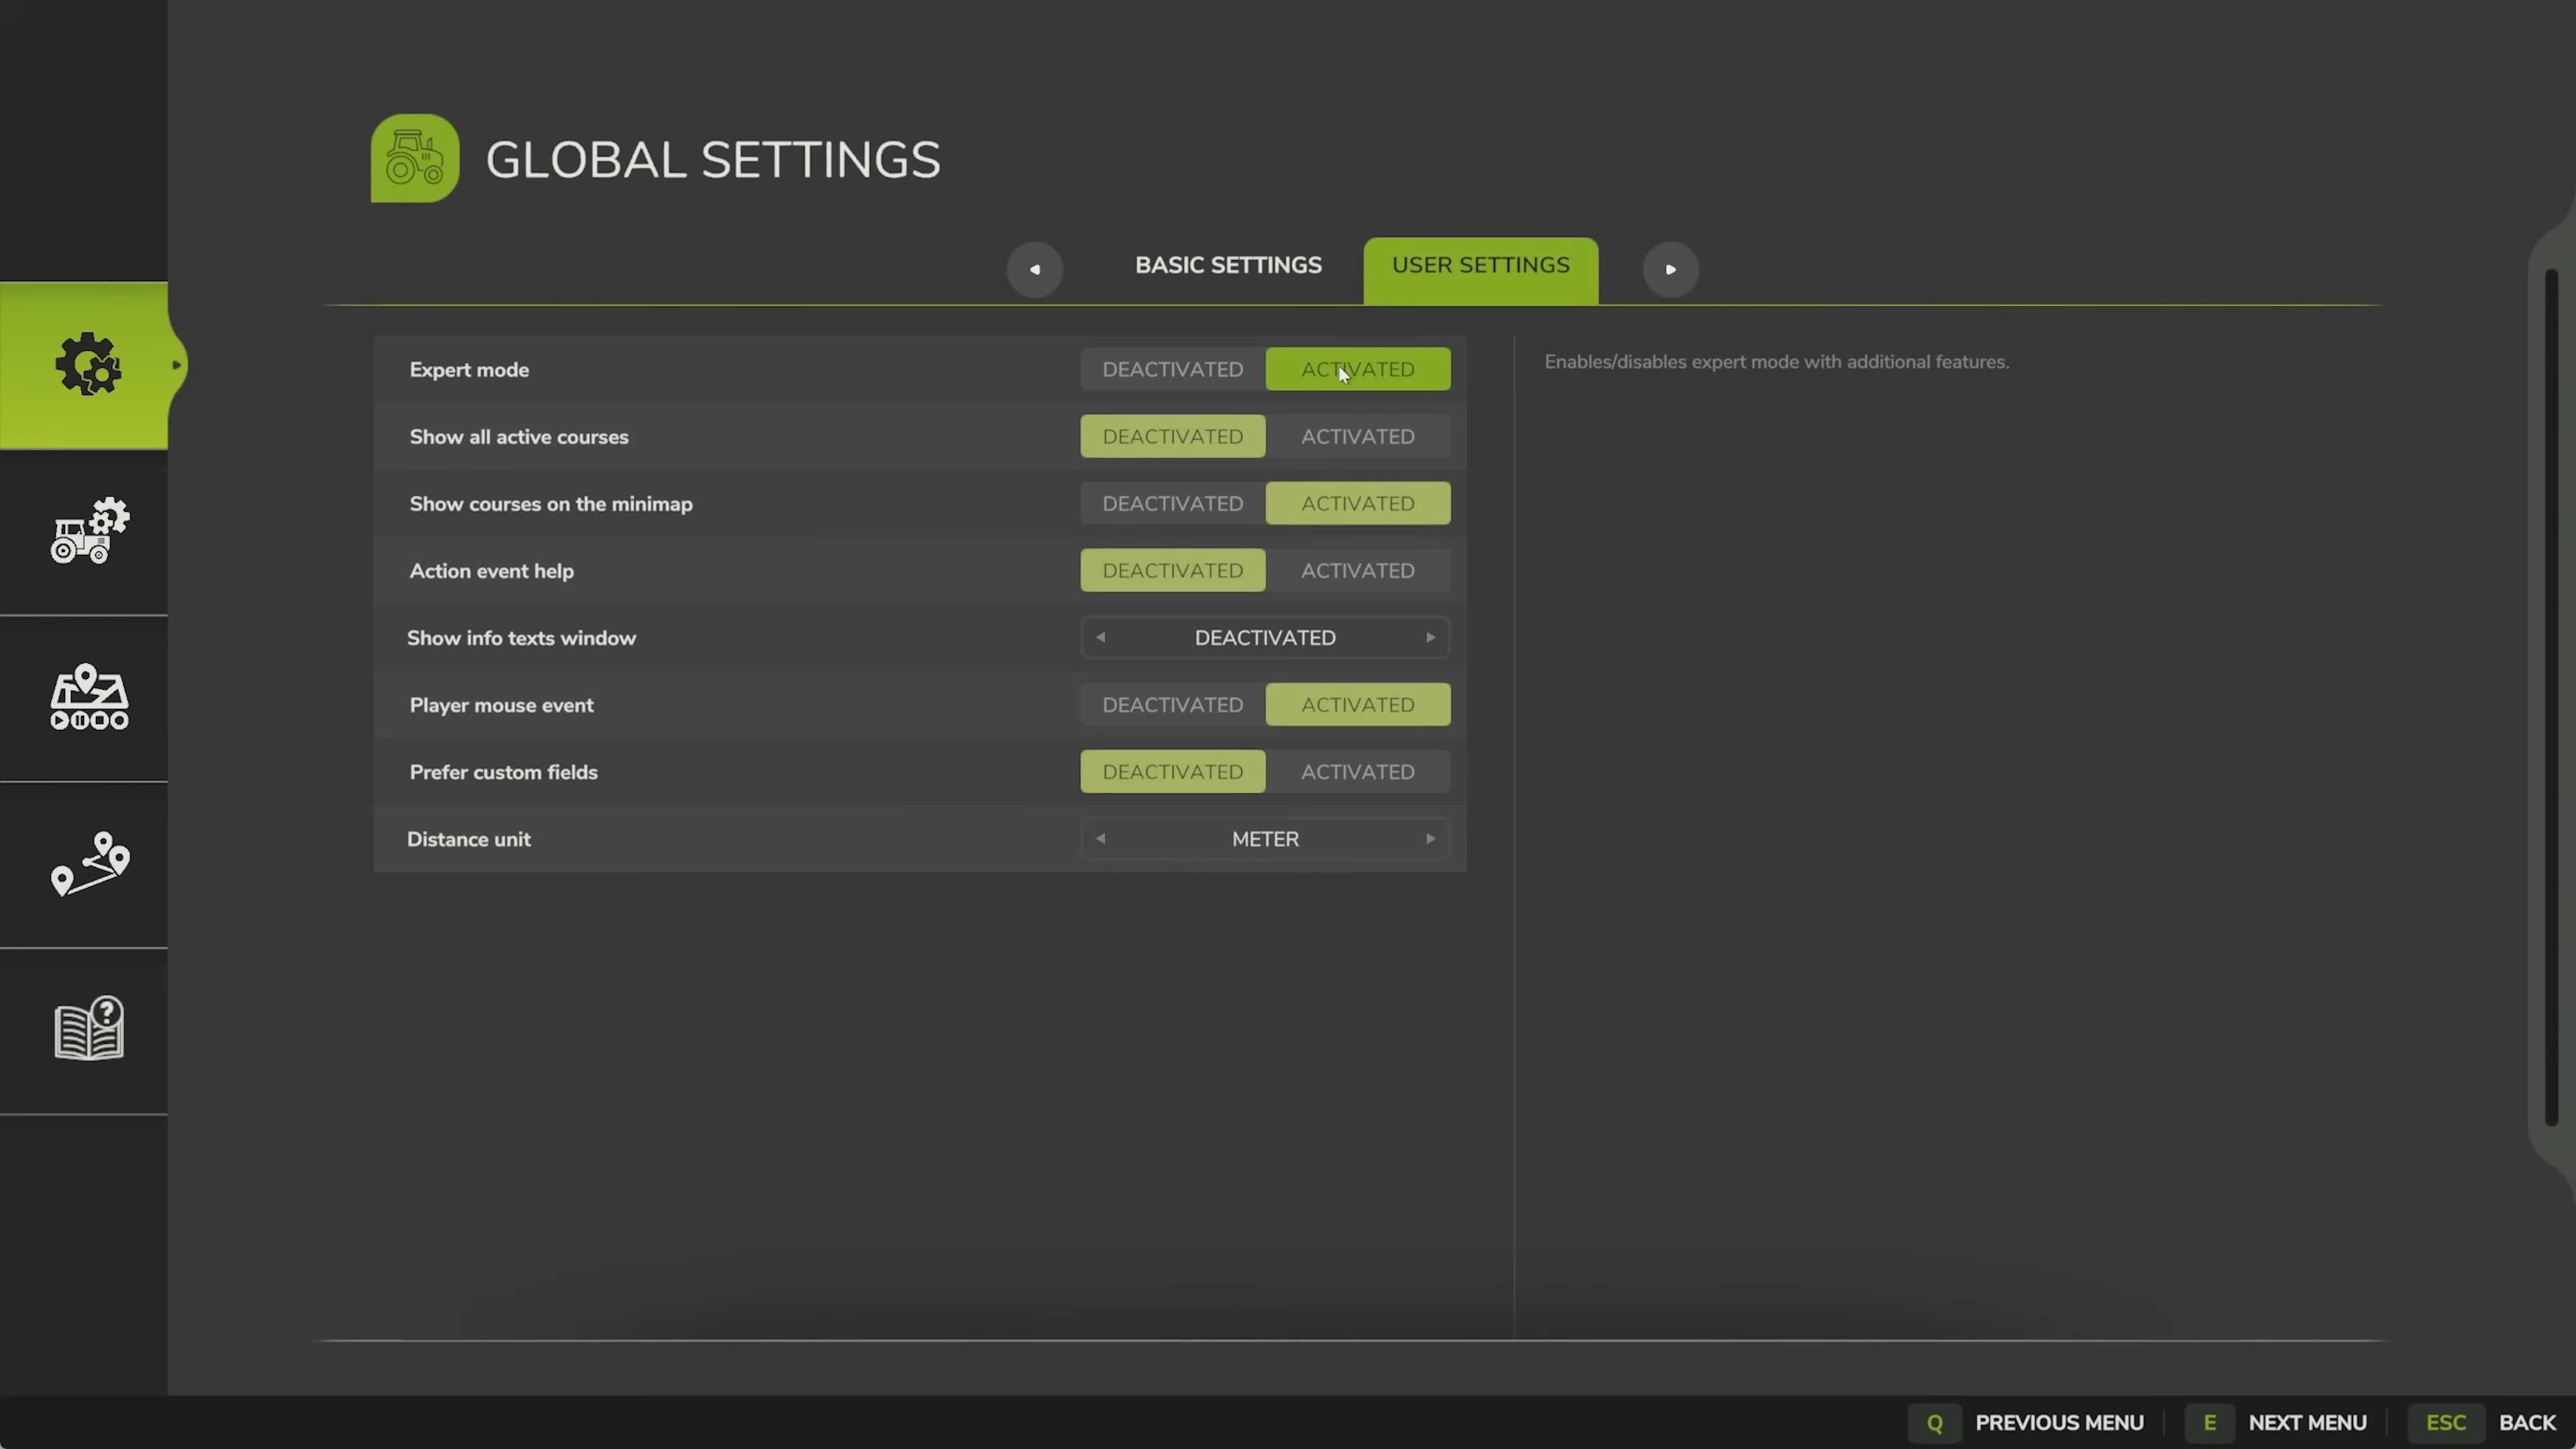 GLOBAL SETTINGS
BASIC SETTINGS USER SETTINGS
Expert mode DEACTIVATED ACTIVATED
Enables/disables expert mode with additional features.
Show all active courses DEACTIVATED ACTIVATED
Show courses on the minimap DEACTIVATED ACTIVATED
Action event help DEACTIVATED ACTIVATED
Show info texts window DEACTIVATED
Player mouse event DEACTIVATED ACTIVATED
Prefer custom fields DEACTIVATED ACTIVATED
Distance unit METER
?
Q PREVIOUS MENU E NEXT MENU ESC BACK